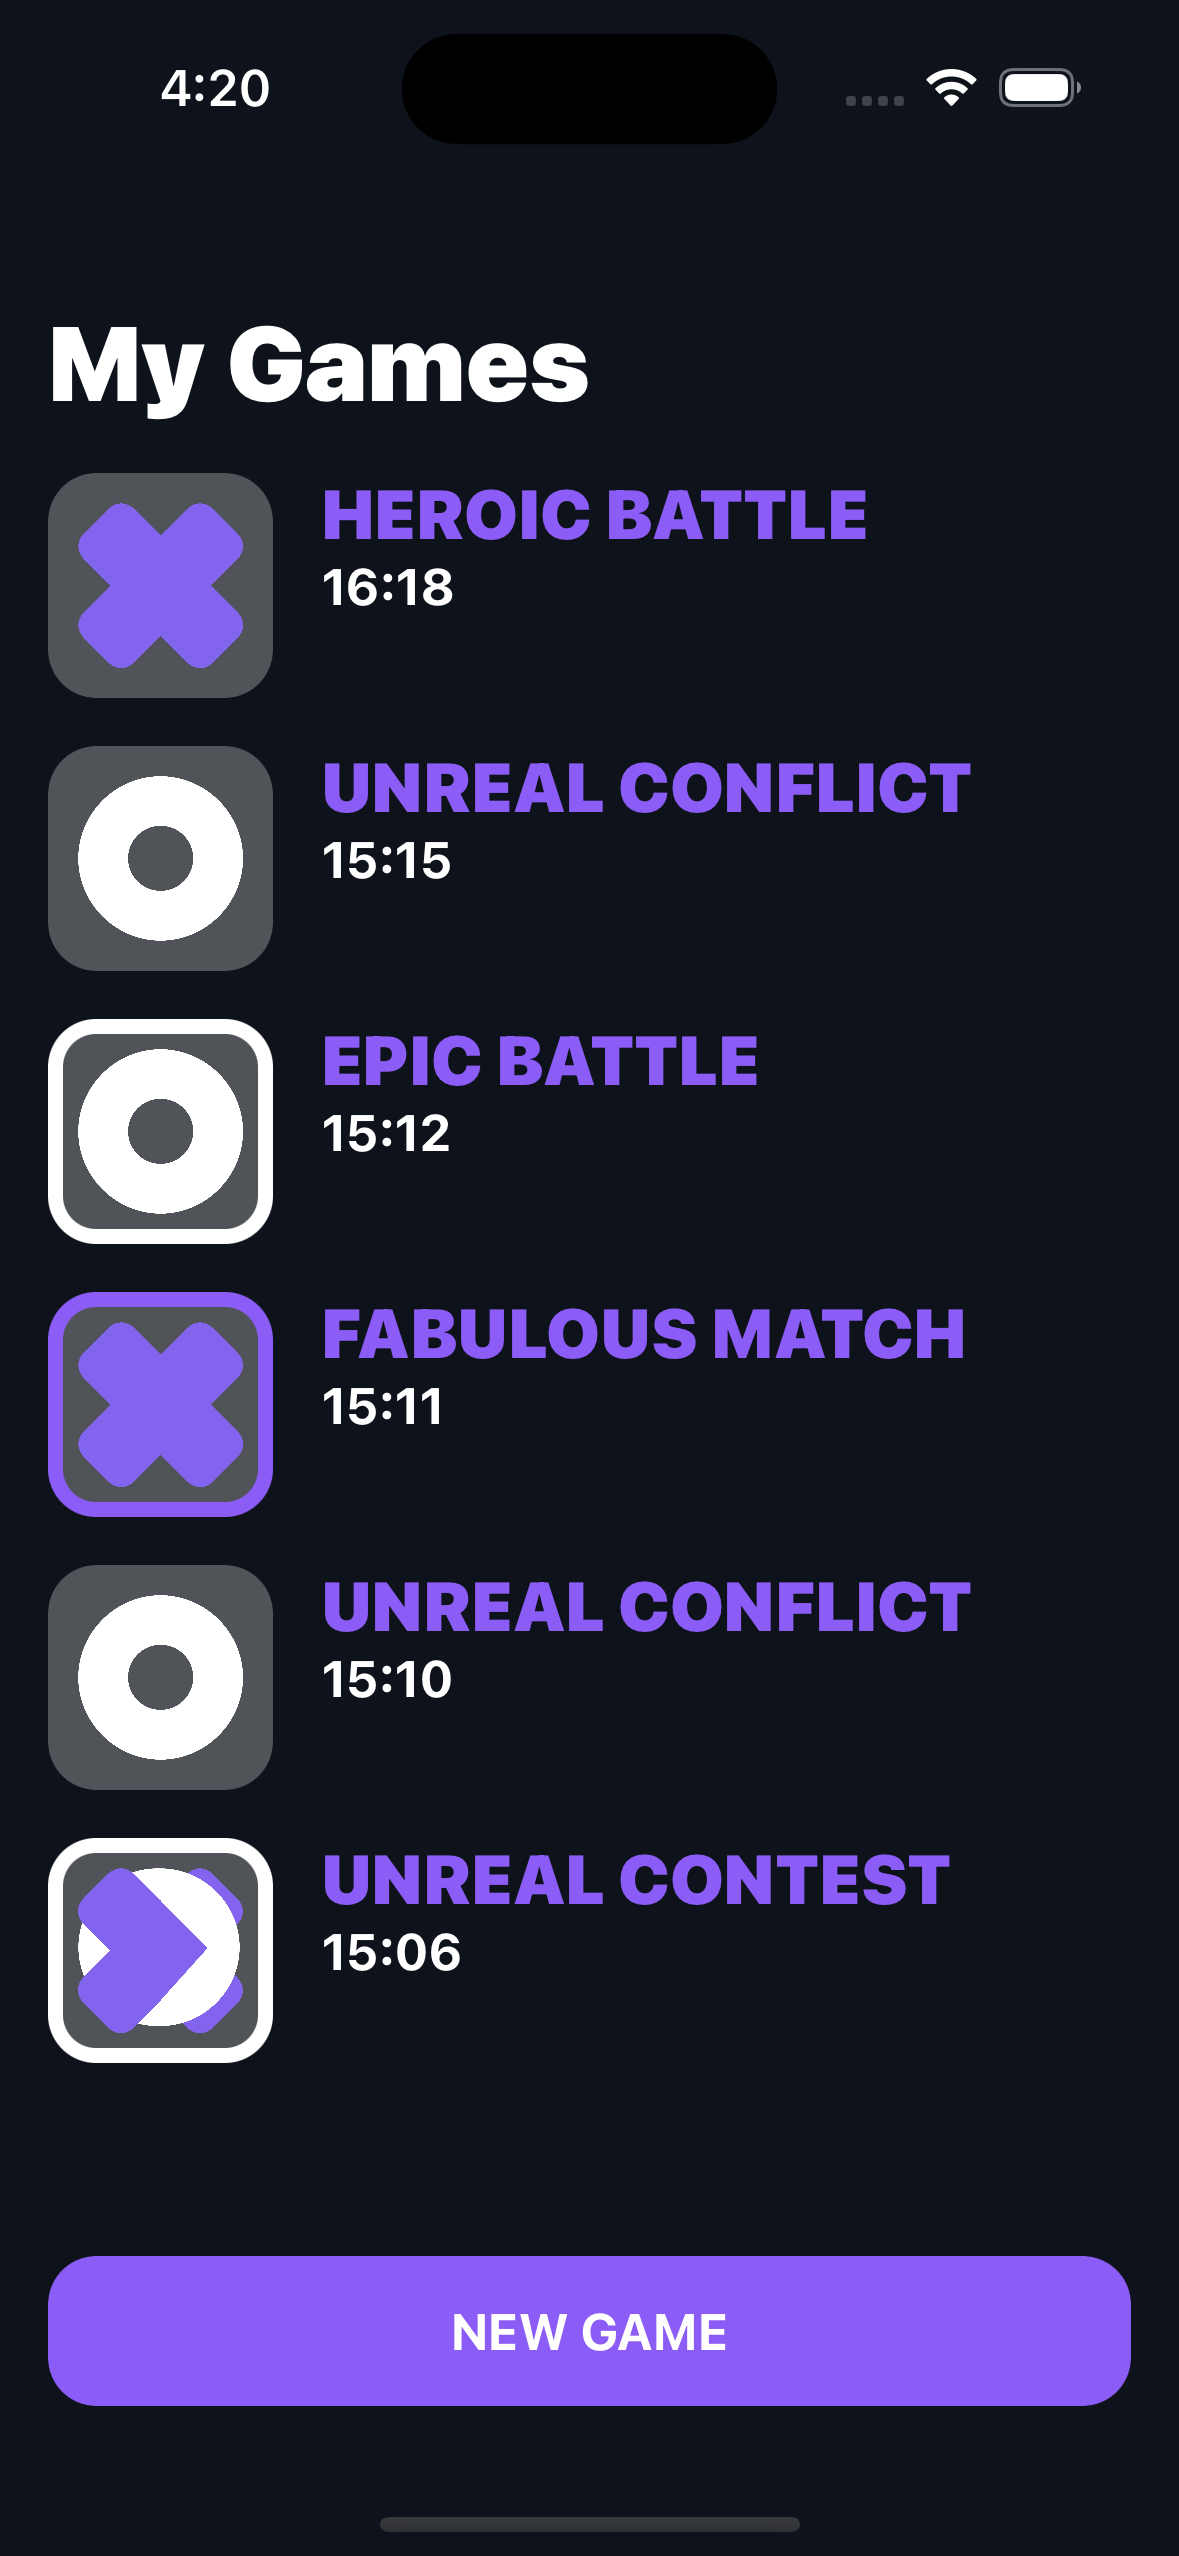 4:20
My Games
HEROIC BATTLE
16:18
UNREAL CONFLICT
15:15
EPIC BATTLE
15:12
FABULOUS MATCH
15:11
UNREAL CONFLICT
15:10
UNREAL CONTEST
15:06
NEW GAME